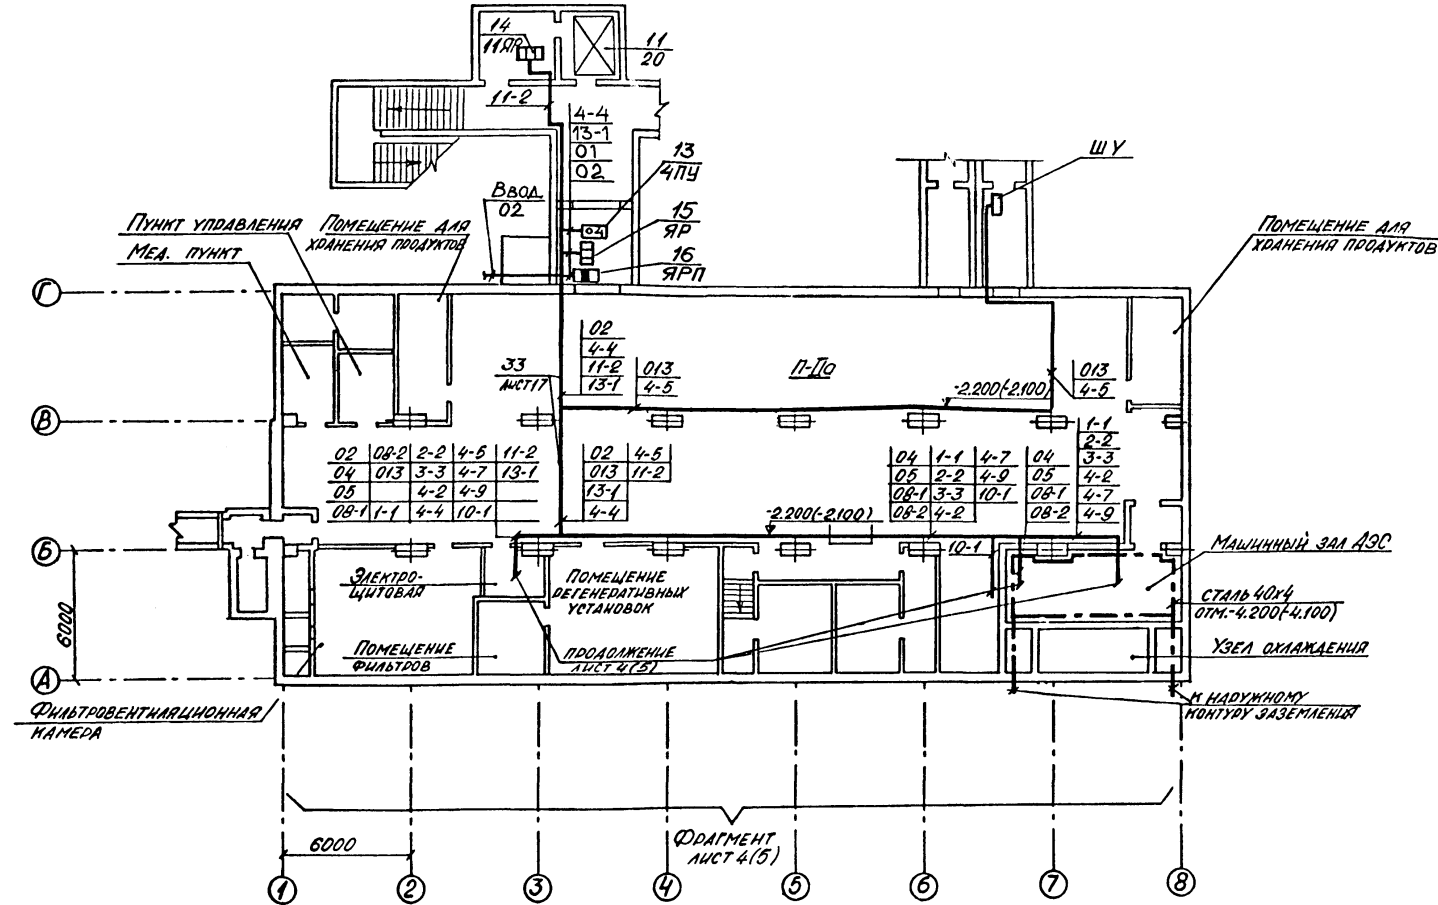 14
11ЯР
11
20
11-2
4-4
13-1
01
02
13
4ПУ
ШУ
Ввод
02
15
ЯР
16
ЯРП
Пункт управления
Мед. пункт
Помещение для
хранения продуктов
Помещение для
хранения продуктов
Г
02
4-4
11-2
13-1
33
лист 17
013
4-5
П-IIа
-2.200(-2.100)
013
4-5
В
02 08-2 2-2 4-5 11-2
04 013 3-3 4-7 13-1
05 4-2 4-9
08-1 1-1 4-4 10-1
02 4-5
013 11-2
13-1
4-4
04 1-1 4-7
05 2-2 4-9
08-1 3-3 10-1
08-2 4-2
1-1
2-2
04 3-3
05 4-2
08-1 4-7
08-2 4-9
-2.200(-2.100)
10-1
Б
Машинный зал ДЭС
Электро-
щитовая
Помещение
регенеративных
установок
сталь 40х4
отм.-4.200(-4.100)
6000
Помещение
фильтров
продолжение
лист 4(5)
Узел охлаждения
А
Фильтровентиляционная
камера
к наружному
контуру заземления
Фрагмент
лист 4(5)
6000
1 2 3 4 5 6 7 8